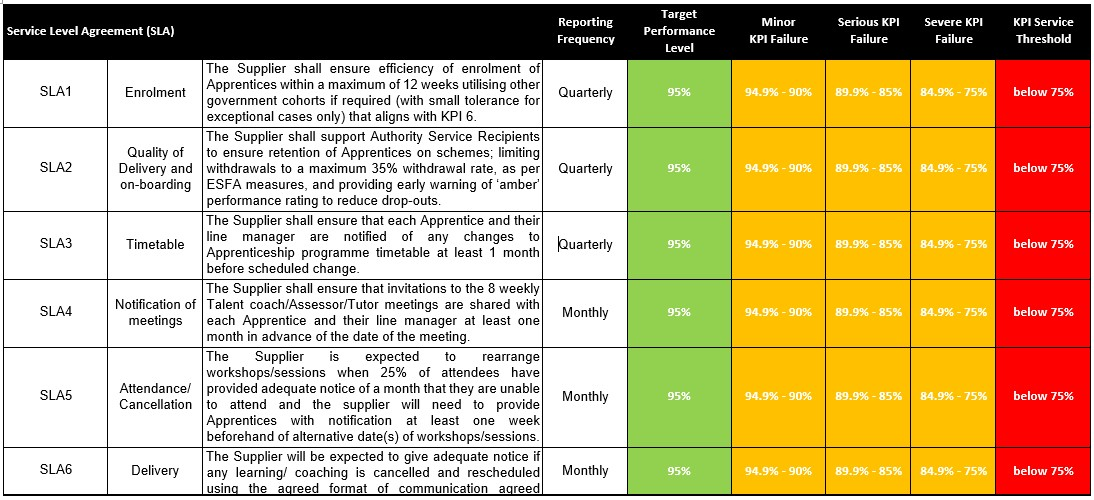 Service Level Agreement (SLA)
Reporting Frequency
Target Performance Level
Minor KPI Failure
Serious KPI Failure
Severe KPI Failure
KPI Service Threshold
SLA1
Enrolment
The Supplier shall ensure efficiency of enrolment of
Apprentices within a maximum of 12 weeks utilising other
government cohorts if required (with small tolerance for
exceptional cases only) that aligns with KPI 6.
Quarterly
95%
94.9% - 90%
89.9% - 85%
84.9% - 75%
below 75%
SLA2
Quality of
Delivery and
on-boarding
The Supplier shall support Authority Service Recipients
to ensure retention of Apprentices on schemes; limiting
withdrawals to a maximum 35% withdrawal rate, as per
ESFA measures, and providing early warning of ‘amber’
performance rating to reduce drop-outs.
Quarterly
95%
94.9% - 90%
89.9% - 85%
84.9% - 75%
below 75%
SLA3
Timetable
The Supplier shall ensure that each Apprentice and their
line manager are notified of any changes to
Apprenticeship programme timetable at least 1 month
before scheduled change.
Quarterly
95%
94.9% - 90%
89.9% - 85%
84.9% - 75%
below 75%
SLA4
Notification of
meetings
The Supplier shall ensure that invitations to the 8 weekly
Talent coach/Assessor/Tutor meetings are shared with
each Apprentice and their line manager at least one
month in advance of the date of the meeting.
Monthly
95%
94.9% - 90%
89.9% - 85%
84.9% - 75%
below 75%
SLA5
Attendance/
Cancellation
The Supplier is expected to rearrange
workshops/sessions when 25% of attendees have
provided adequate notice of a month that they are unable
to attend and the supplier will need to provide
Apprentices with notification at least one week
beforehand of alternative date(s) of workshops/sessions.
Monthly
95%
94.9% - 90%
89.9% - 85%
84.9% - 75%
below 75%
SLA6
Delivery
The Supplier will be expected to give adequate notice if
any learning/ coaching is cancelled and rescheduled
using the agreed format of communication agreed
Monthly
95%
94.9% - 90%
89.9% - 85%
84.9% - 75%
below 75%